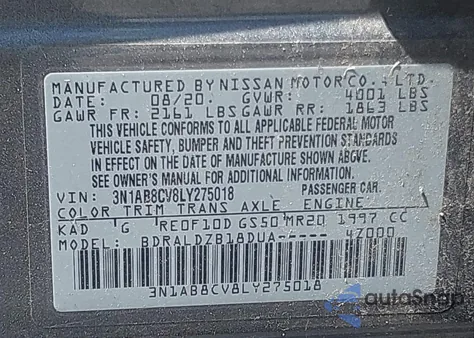 MANUFACTURED BY NISSAN MOTOR CO., LTD.
DATE: 08/20. GVWR: 4001 LBS
GAWR FR: 2161 LBS GAWR RR: 1863 LBS
THIS VEHICLE CONFORMS TO ALL APPLICABLE FEDERAL MOTOR
VEHICLE SAFETY, BUMPER AND THEFT PREVENTION STANDARDS
IN EFFECT ON THE DATE OF MANUFACTURE SHOWN ABOVE.
SEE OWNER'S MANUAL FOR ADDITIONAL INFORMATION.
VIN: 3N1AB8CV8LY275018 PASSENGER CAR.
COLOR TRIM TRANS AXLE ENGINE
KAD G RE0F10D GS50 MR20 1997 CC
MODEL: BDRALDZB18DUA----- 4Z000
3N1AB8CV8LY275018
autoSnap